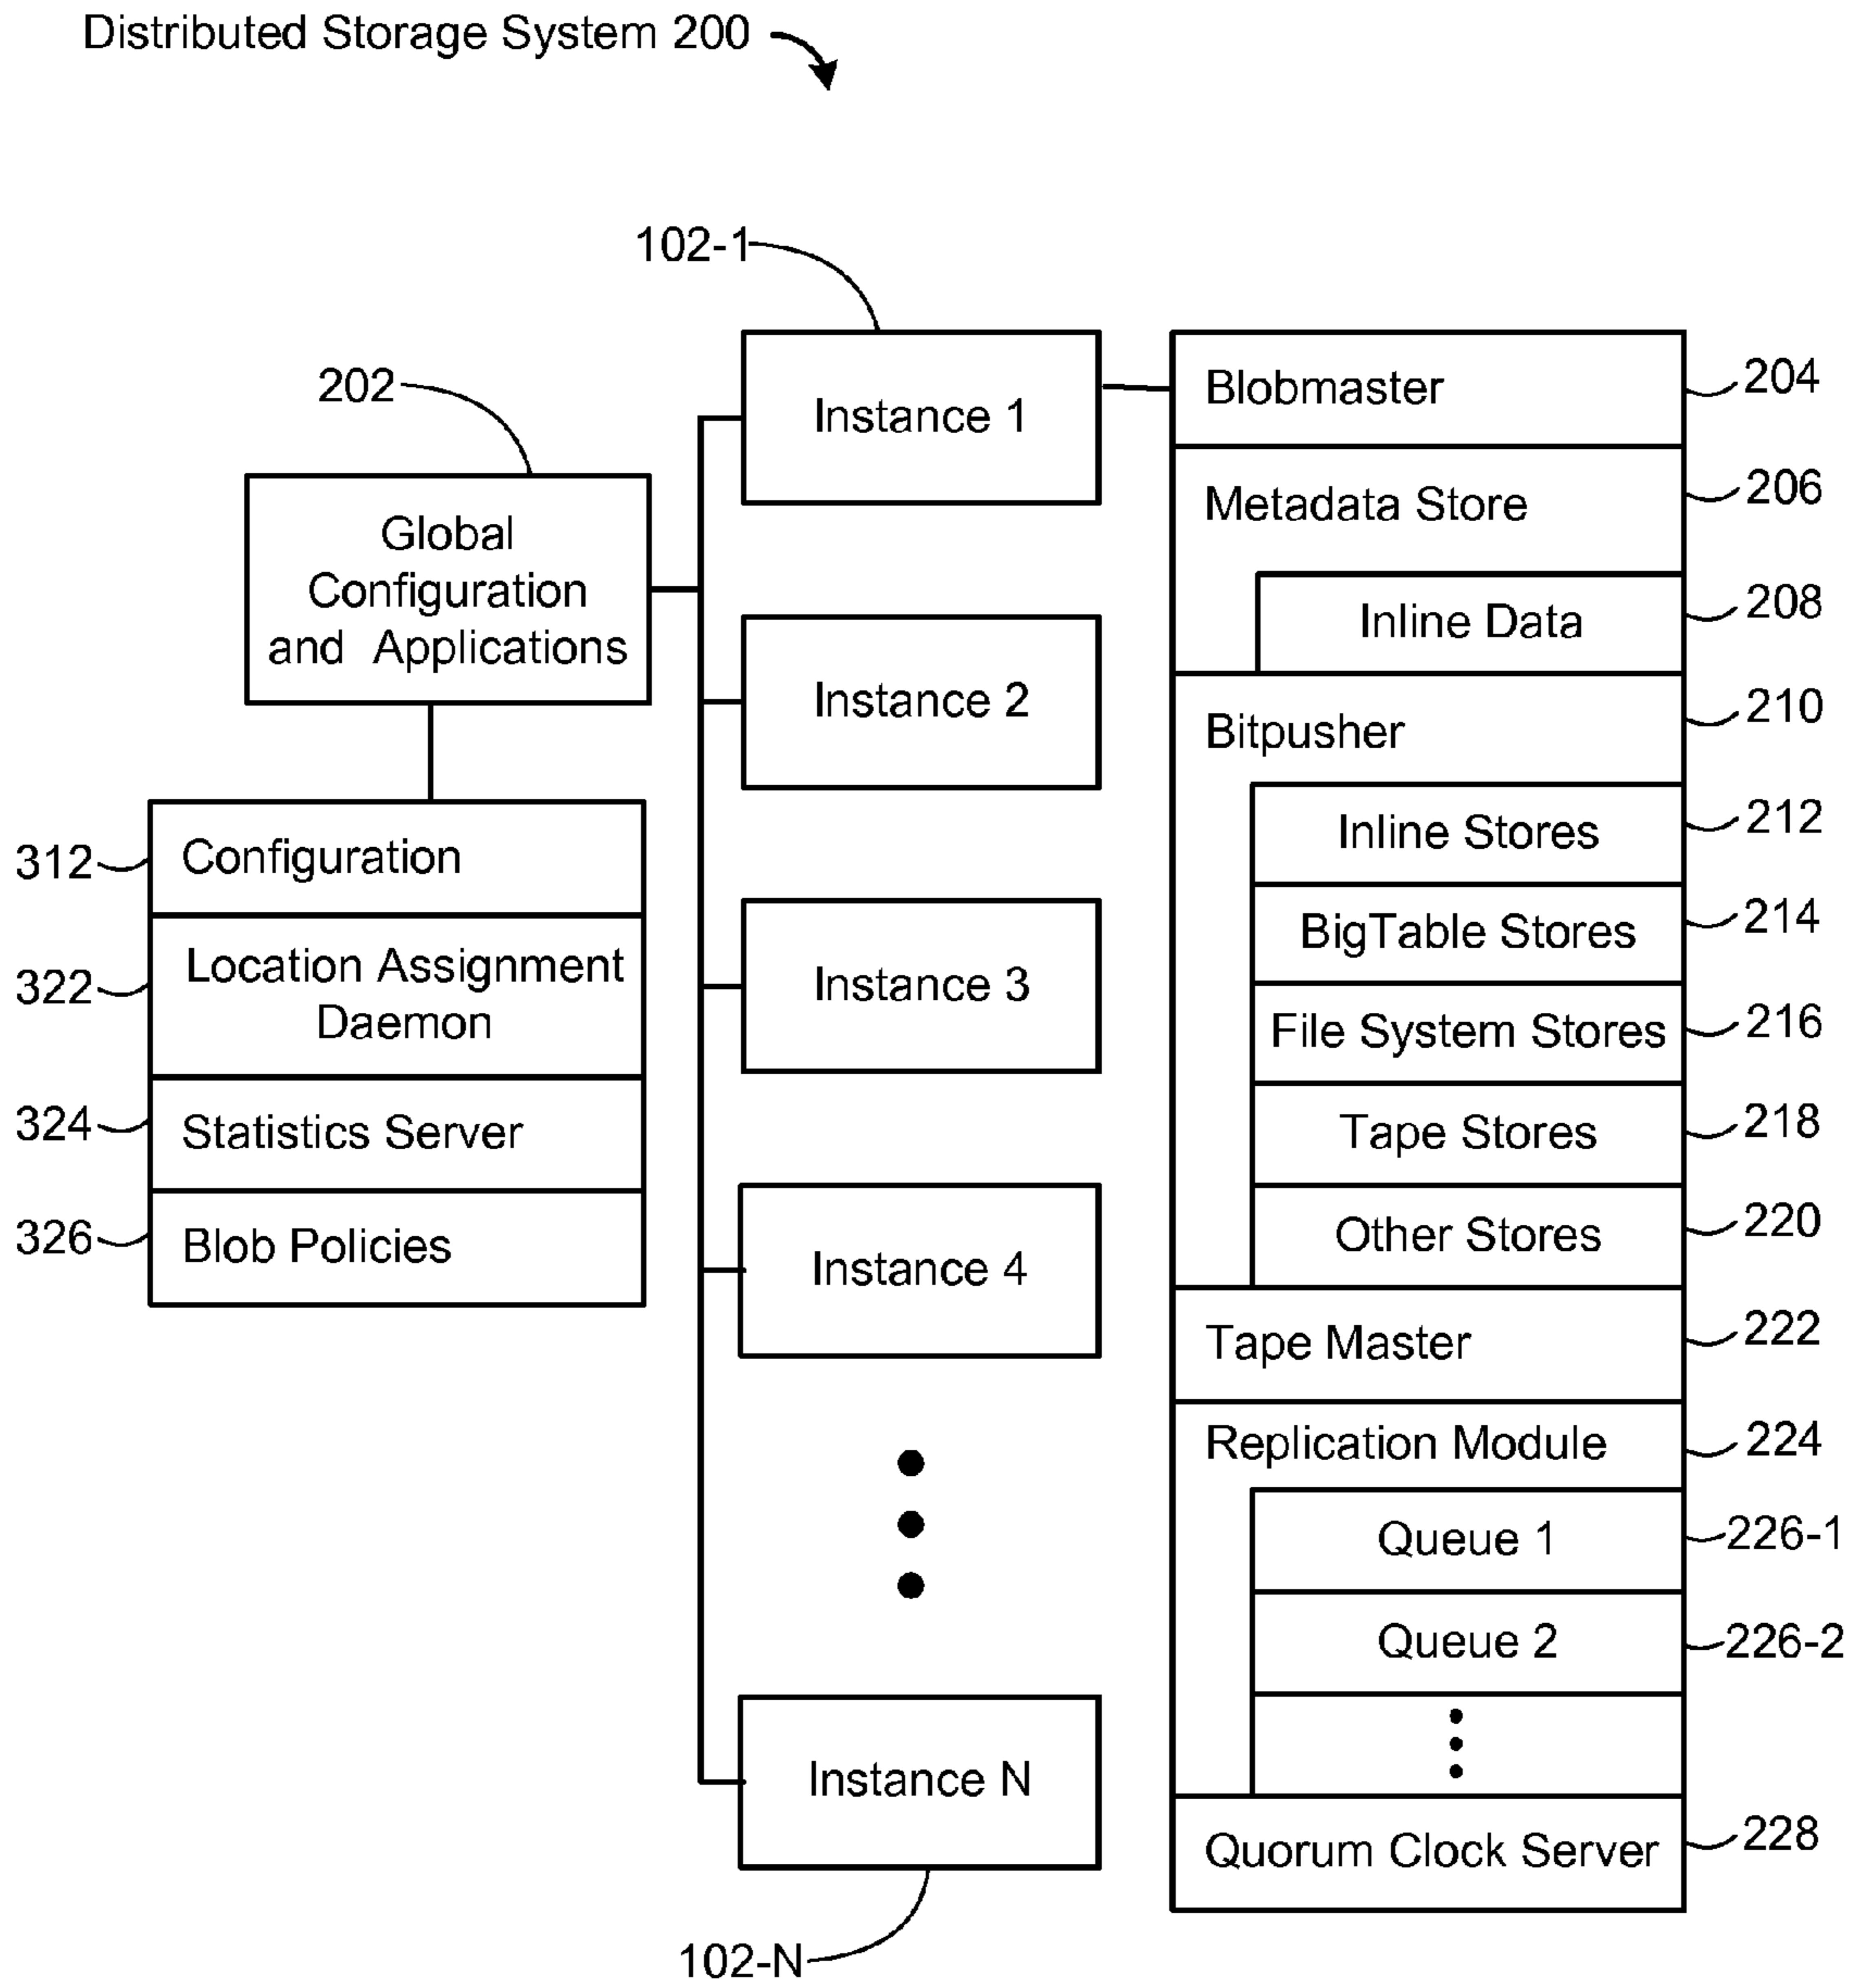 Distributed Storage System 200
102-1
202
Global
Configuration
and Applications
312
Configuration
322
Location Assignment
Daemon
324
Statistics Server
326
Blob Policies
Instance 1
Instance 2
Instance 3
Instance 4
Instance N
102-N
Blobmaster
204
Metadata Store
206
Inline Data
208
Bitpusher
210
Inline Stores
212
BigTable Stores
214
File System Stores
216
Tape Stores
218
Other Stores
220
Tape Master
222
Replication Module
224
Queue 1
226-1
Queue 2
226-2
Quorum Clock Server
228